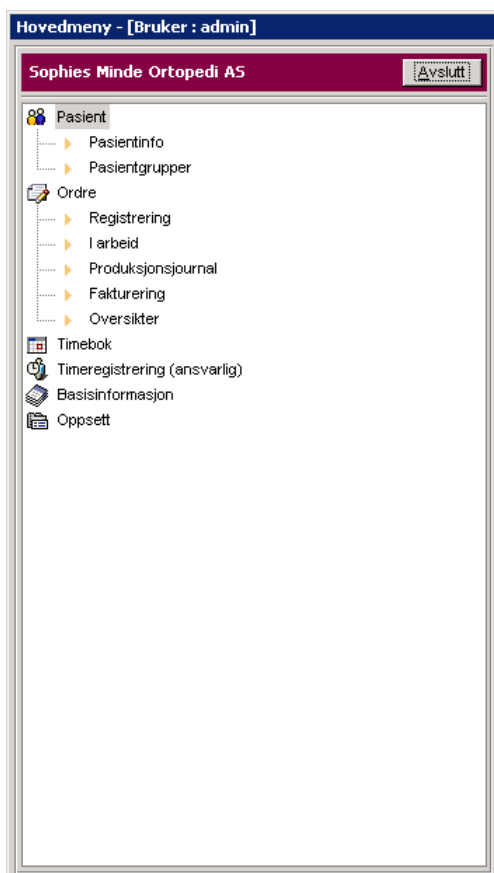 Hovedmeny - [Bruker : admin]
Sophies Minde Ortopedi AS
Avslutt
Pasient
Pasientinfo
Pasientgrupper
Ordre
Registrering
I arbeid
Produksjonsjournal
Fakturering
Oversikter
Timebok
Timeregistrering (ansvarlig)
Basisinformasjon
Oppsett